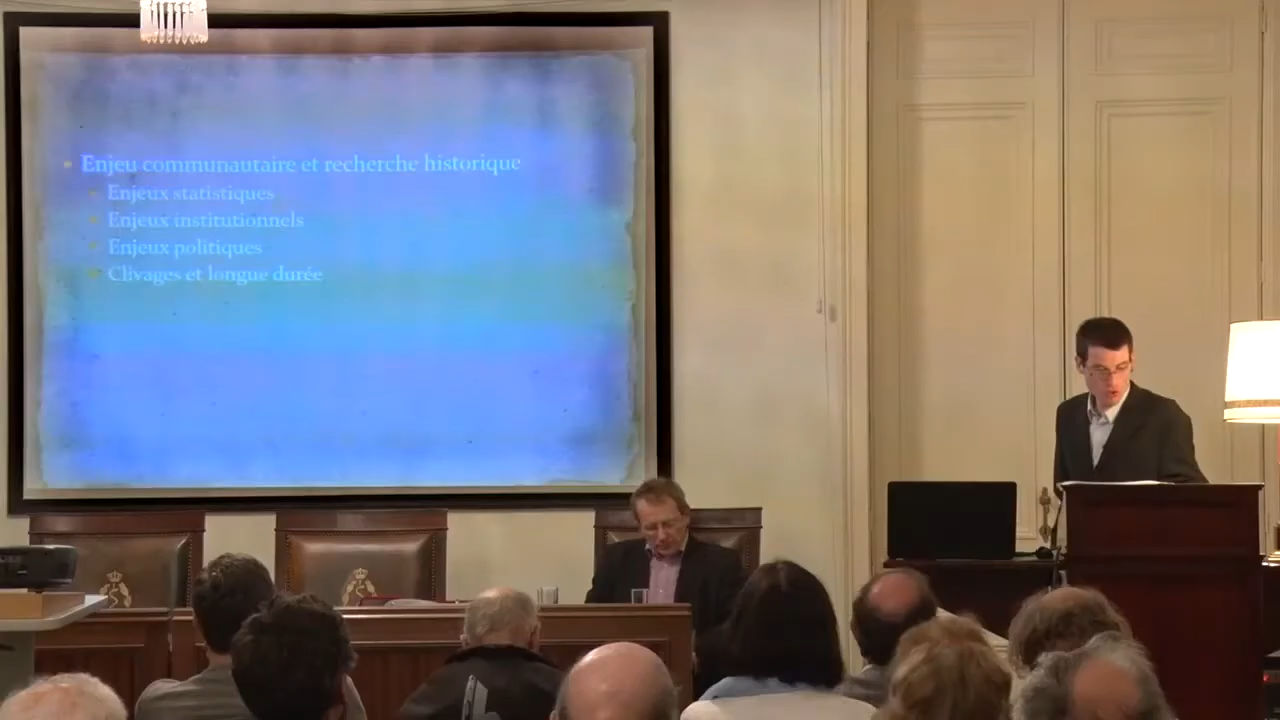 Enjeu communautaire et recherche historique
Enjeux statistiques
Enjeux institutionnels
Enjeux politiques
Clivages et longue durée